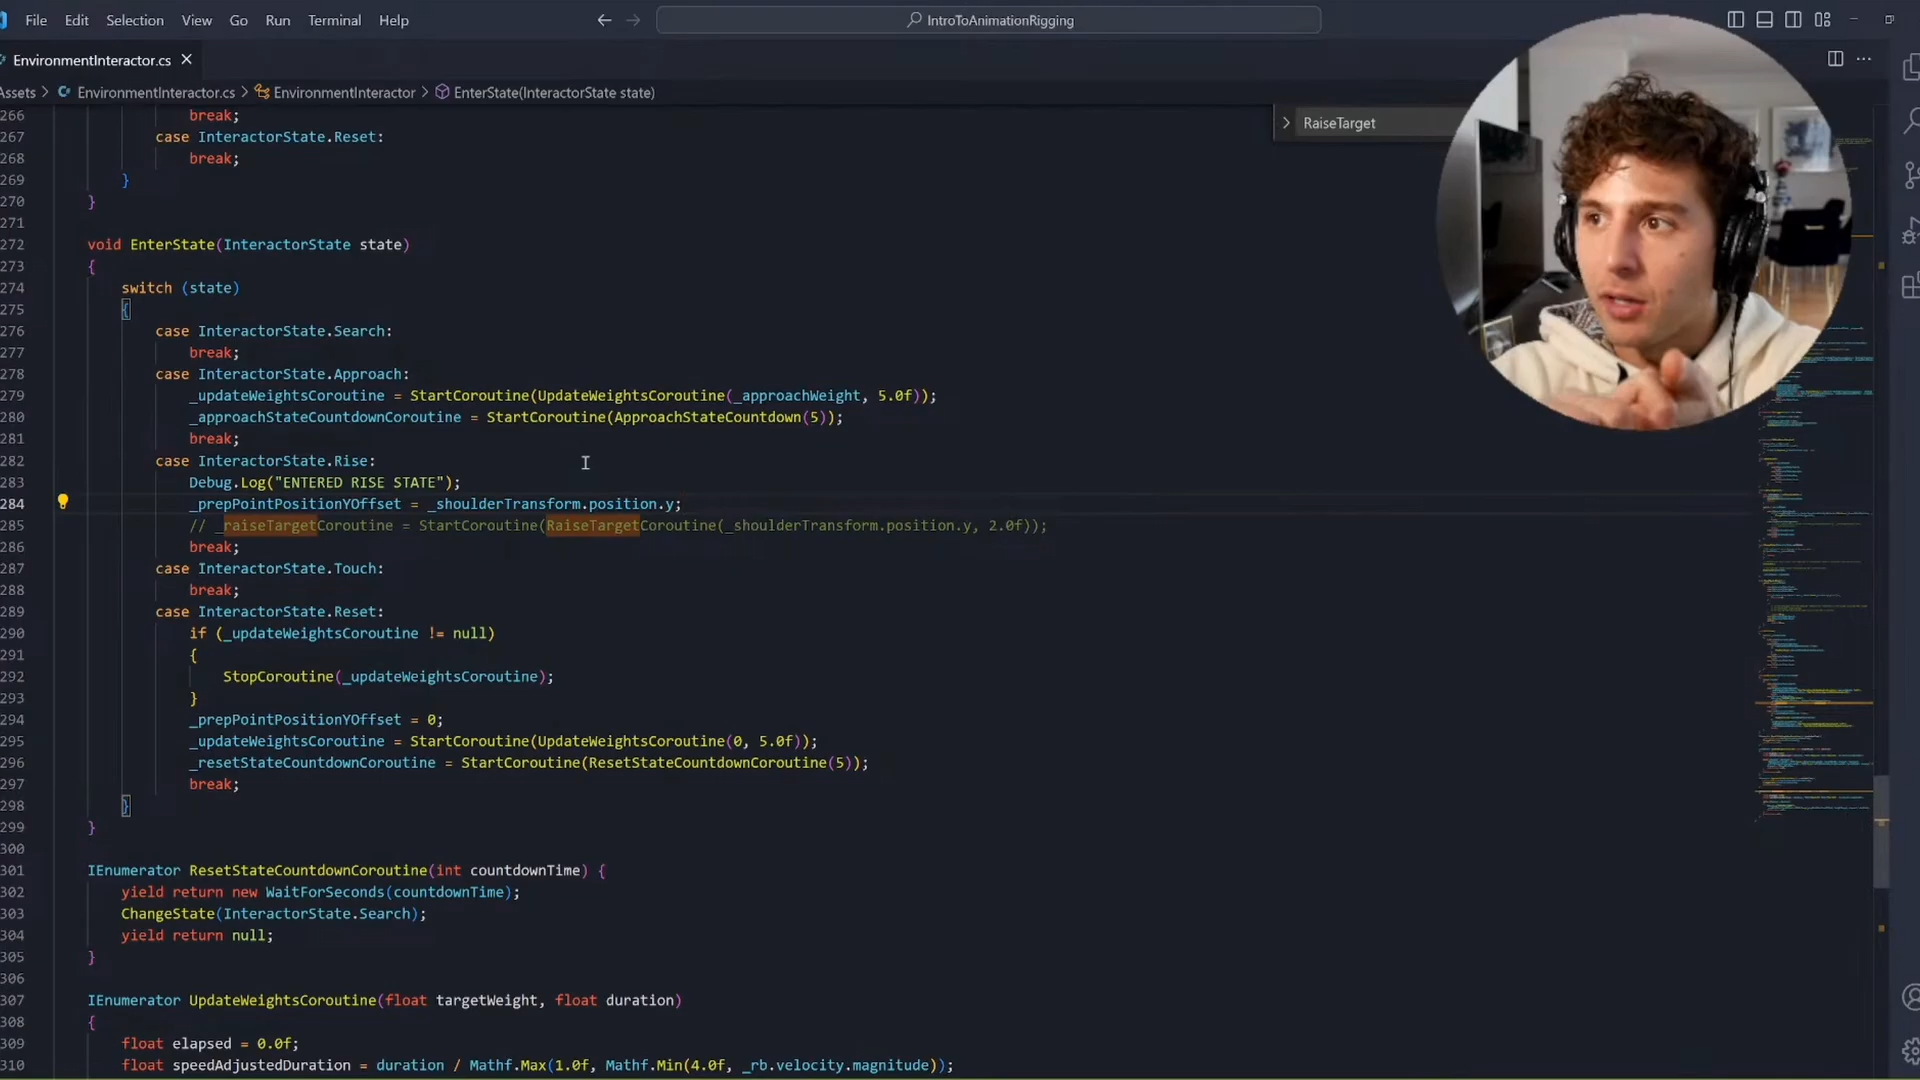 File Edit Selection View Go Run Terminal Help
IntroToAnimationRigging
EnvironmentInteractor.cs
Assets > EnvironmentInteractor.cs > EnvironmentInteractor > EnterState(InteractorState state)
RaiseTarget
266 break;
267 case InteractorState.Reset:
268 break;
269 }
270 }
271
272 void EnterState(InteractorState state)
273 {
274 switch (state)
275 {
276 case InteractorState.Search:
277 break;
278 case InteractorState.Approach:
279 _updateWeightsCoroutine = StartCoroutine(UpdateWeightsCoroutine(_approachWeight, 5.0f));
280 _approachStateCountdownCoroutine = StartCoroutine(ApproachStateCountdown(5));
281 break;
282 case InteractorState.Rise:
283 Debug.Log("ENTERED RISE STATE");
284 _prepPointPositionYOffset = _shoulderTransform.position.y;
285 // _raiseTargetCoroutine = StartCoroutine(RaiseTargetCoroutine(_shoulderTransform.position.y, 2.0f));
286 break;
287 case InteractorState.Touch:
288 break;
289 case InteractorState.Reset:
290 if (_updateWeightsCoroutine != null)
291 {
292 StopCoroutine(_updateWeightsCoroutine);
293 }
294 _prepPointPositionYOffset = 0;
295 _updateWeightsCoroutine = StartCoroutine(UpdateWeightsCoroutine(0, 5.0f));
296 _resetStateCountdownCoroutine = StartCoroutine(ResetStateCountdownCoroutine(5));
297 break;
298 }
299 }
300
301 IEnumerator ResetStateCountdownCoroutine(int countdownTime) {
302 yield return new WaitForSeconds(countdownTime);
303 ChangeState(InteractorState.Search);
304 yield return null;
305 }
306
307 IEnumerator UpdateWeightsCoroutine(float targetWeight, float duration)
308 {
309 float elapsed = 0.0f;
310 float speedAdjustedDuration = duration / Mathf.Max(1.0f, Mathf.Min(4.0f, _rb.velocity.magnitude));